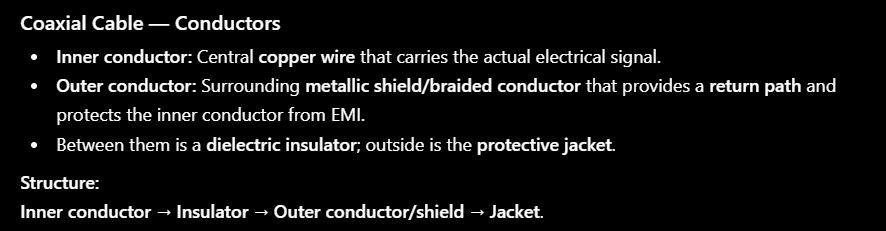 Coaxial Cable — Conductors
• Inner conductor: Central copper wire that carries the actual electrical signal.
• Outer conductor: Surrounding metallic shield/braided conductor that provides a return path and
protects the inner conductor from EMI.
• Between them is a dielectric insulator; outside is the protective jacket.
Structure:
Inner conductor → Insulator → Outer conductor/shield → Jacket.